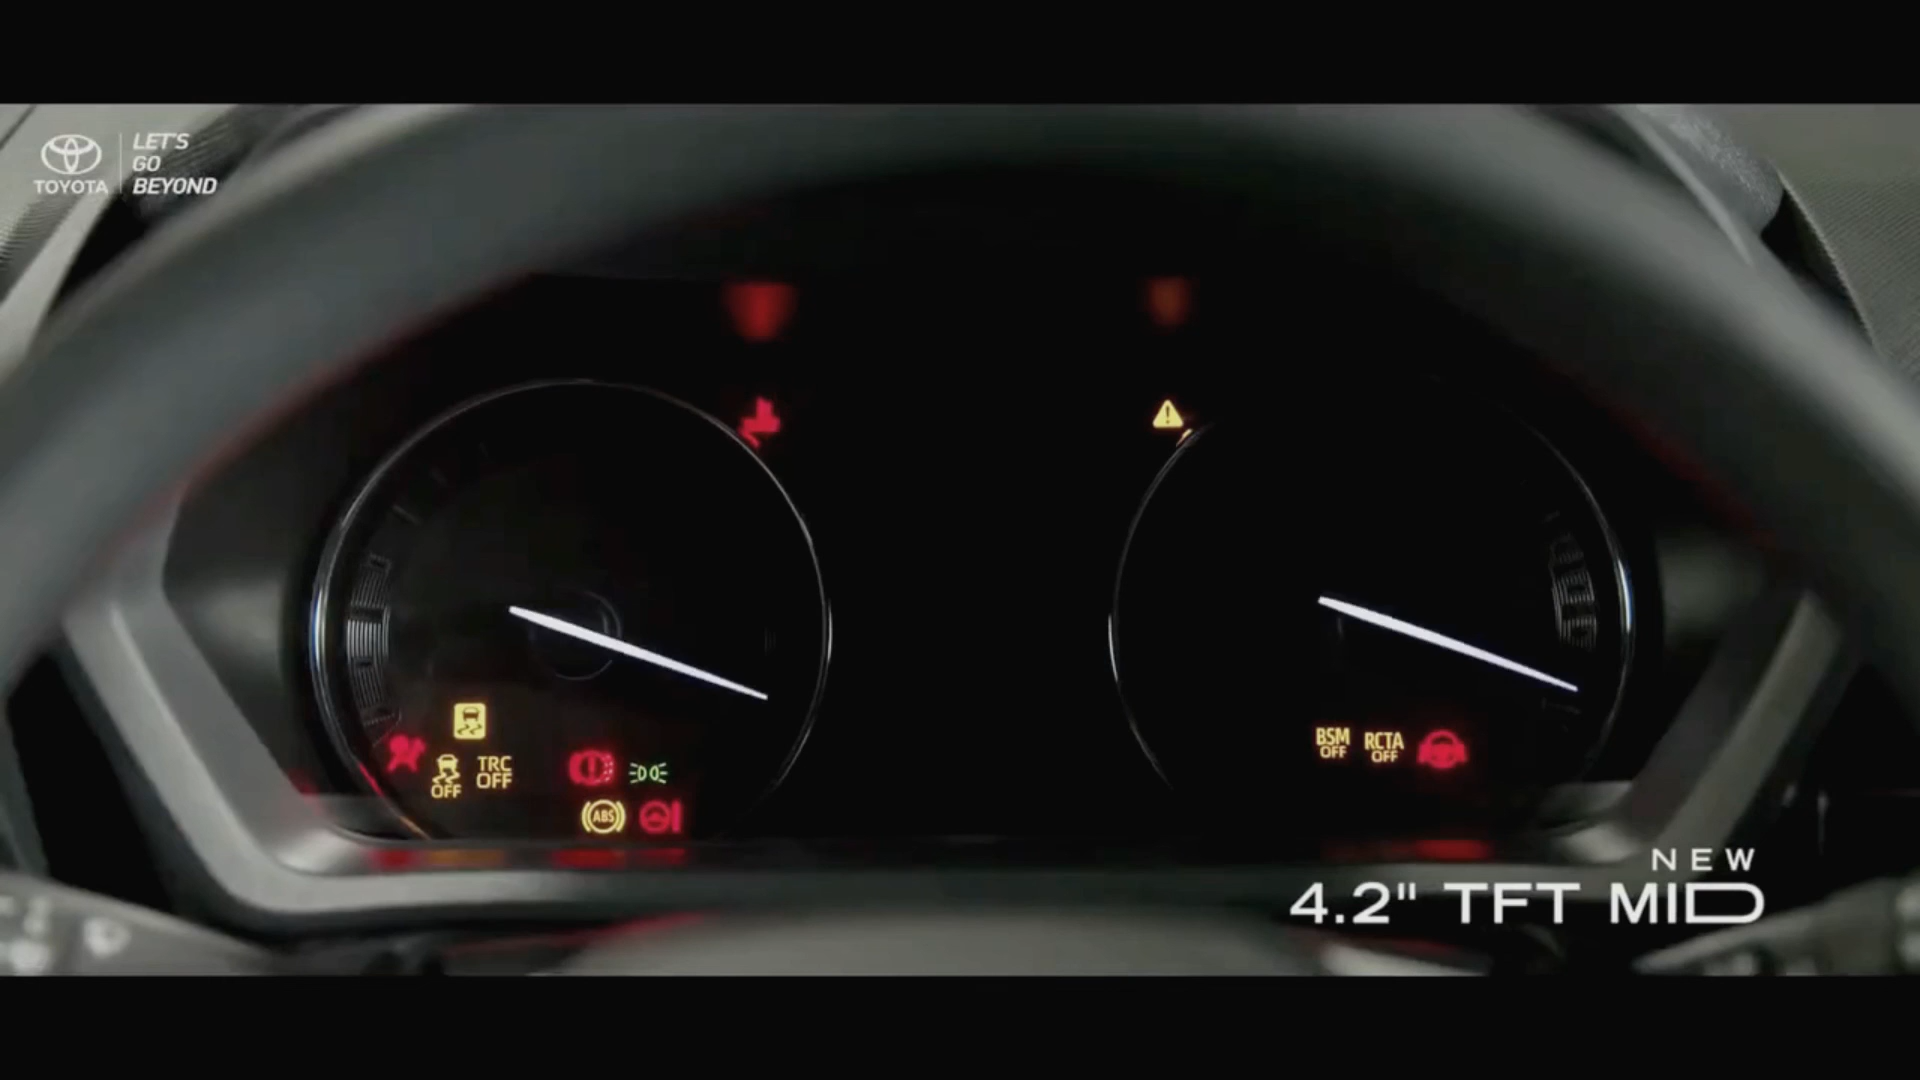 TOYOTA
LET'S
GO
BEYOND
OFF
TRC
OFF
ABS
BSM
OFF
RCTA
OFF
NEW
4.2" TFT MID